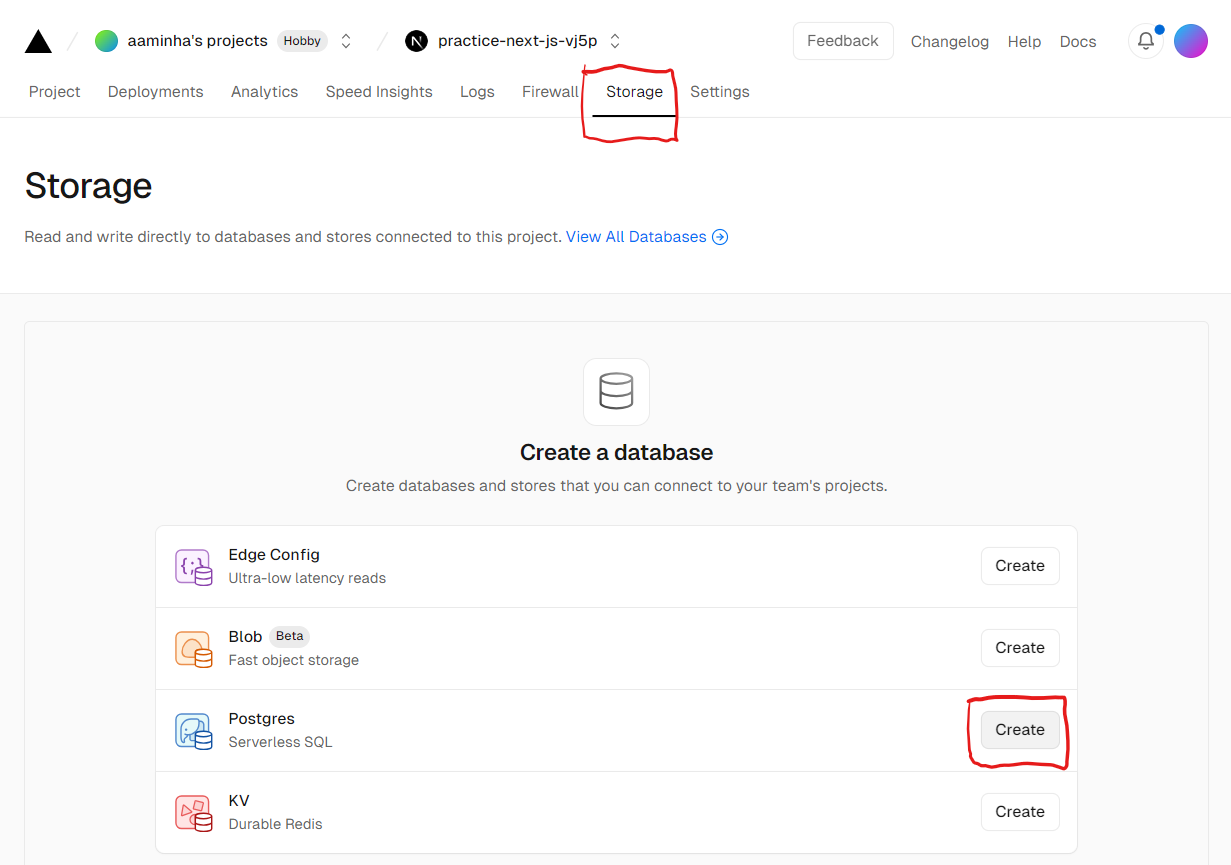 aaminha's projects Hobby practice-next-js-vj5p Feedback Changelog Help Docs
Project Deployments Analytics Speed Insights Logs Firewall Storage Settings
Storage
Read and write directly to databases and stores connected to this project. View All Databases
Create a database
Create databases and stores that you can connect to your team's projects.
Edge Config
Ultra-low latency reads
Create
Blob Beta
Fast object storage
Create
Postgres
Serverless SQL
Create
KV
Durable Redis
Create